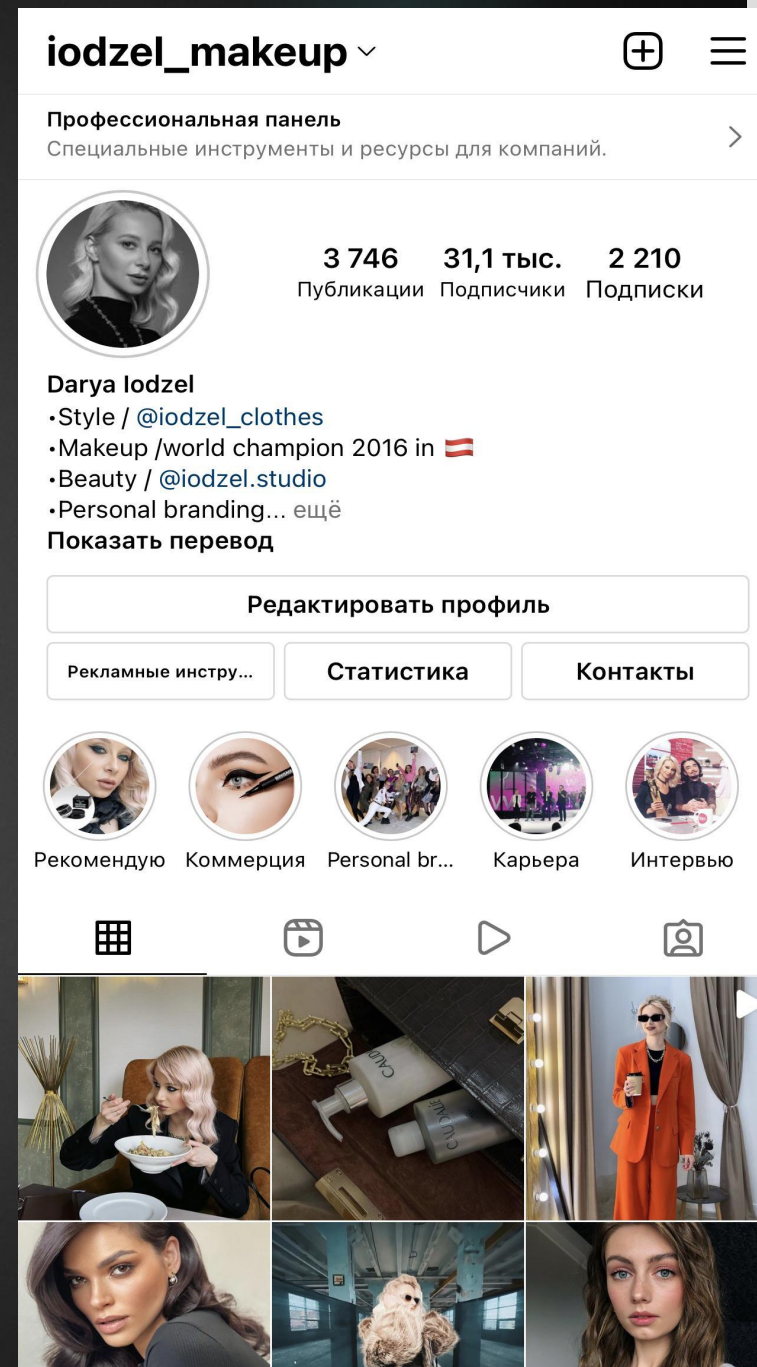 iodzel_makeup
Профессиональная панель
Специальные инструменты и ресурсы для компаний.
3 746 31,1 тыс. 2 210
Публикации Подписчики Подписки
Darya Iodzel
•Style / @iodzel_clothes
•Makeup /world champion 2016 in 🇦🇹
•Beauty / @iodzel.studio
•Personal branding... ещё
Показать перевод
Редактировать профиль
Рекламные инстру... Статистика Контакты
Рекомендую Коммерция Personal br... Карьера Интервью
CAUDALIE